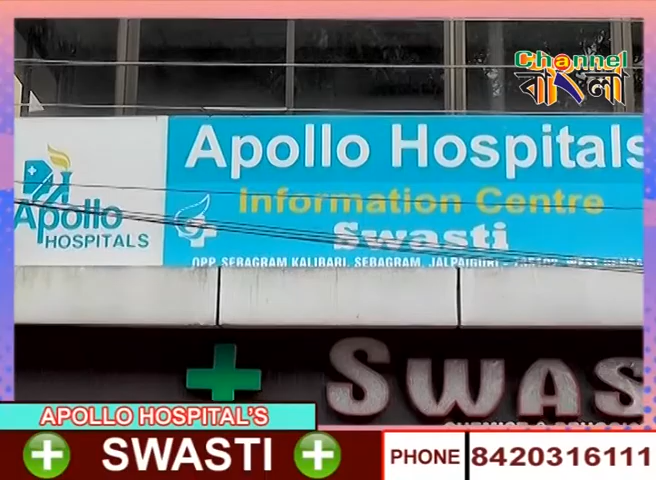 Channel
বাংলা
Apollo Hospitals
Information Centre
Swasti
OPP. SEBAGRAM KALIBARI, SEBAGRAM, JALPAIGURI -
Apollo
HOSPITALS
SWAS
APOLLO HOSPITAL'S
SWASTI
PHONE 8420316111